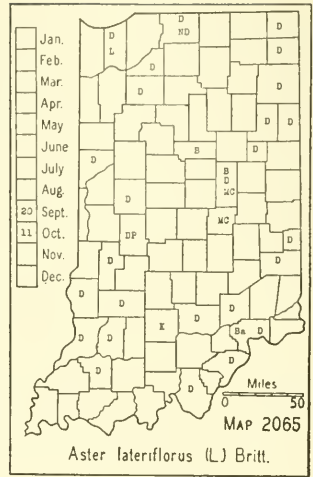 D
ND
D
L
D
D
D
D
D
D
D
B
D
D
B
D
MC
D
MC
DP
D
D
D
D
D
D
K
D
D
D
Ba
D
D
D
D
Jan.
Feb.
Mar.
Apr.
May
June
July
Aug.
20 Sept.
11 Oct.
Nov.
Dec.
Miles
0 50
MAP 2065
Aster lateriflorus (L.) Britt.